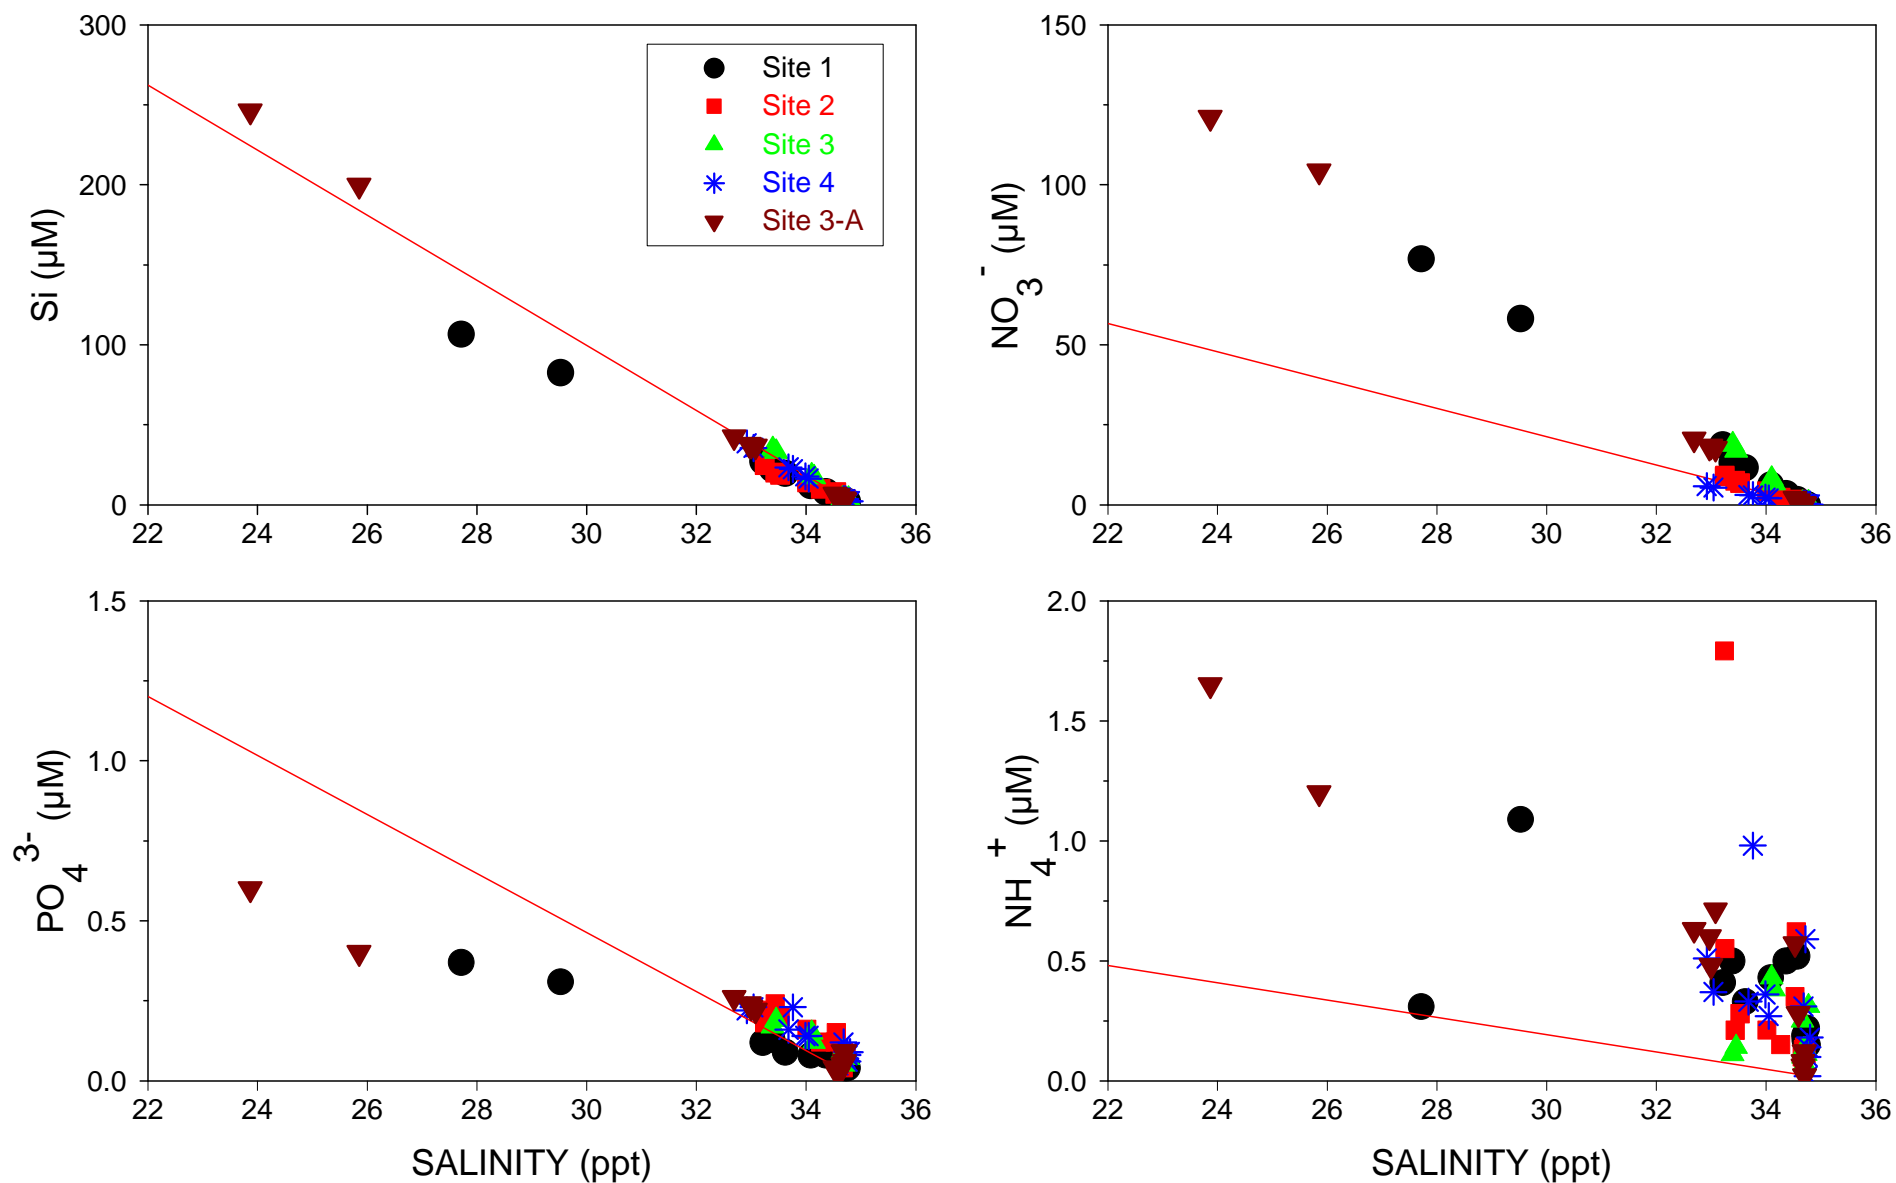 300
200
100
0
22 24 26 28 30 32 34 36
Si (µM)
Site 1
Site 2
Site 3
Site 4
Site 3-A
150
100
50
0
22 24 26 28 30 32 34 36
NO3- (µM)
1.5
1.0
0.5
0.0
22 24 26 28 30 32 34 36
PO4 3- (µM)
SALINITY (ppt)
2.0
1.5
1.0
0.5
0.0
22 24 26 28 30 32 34 36
NH4+ (µM)
SALINITY (ppt)